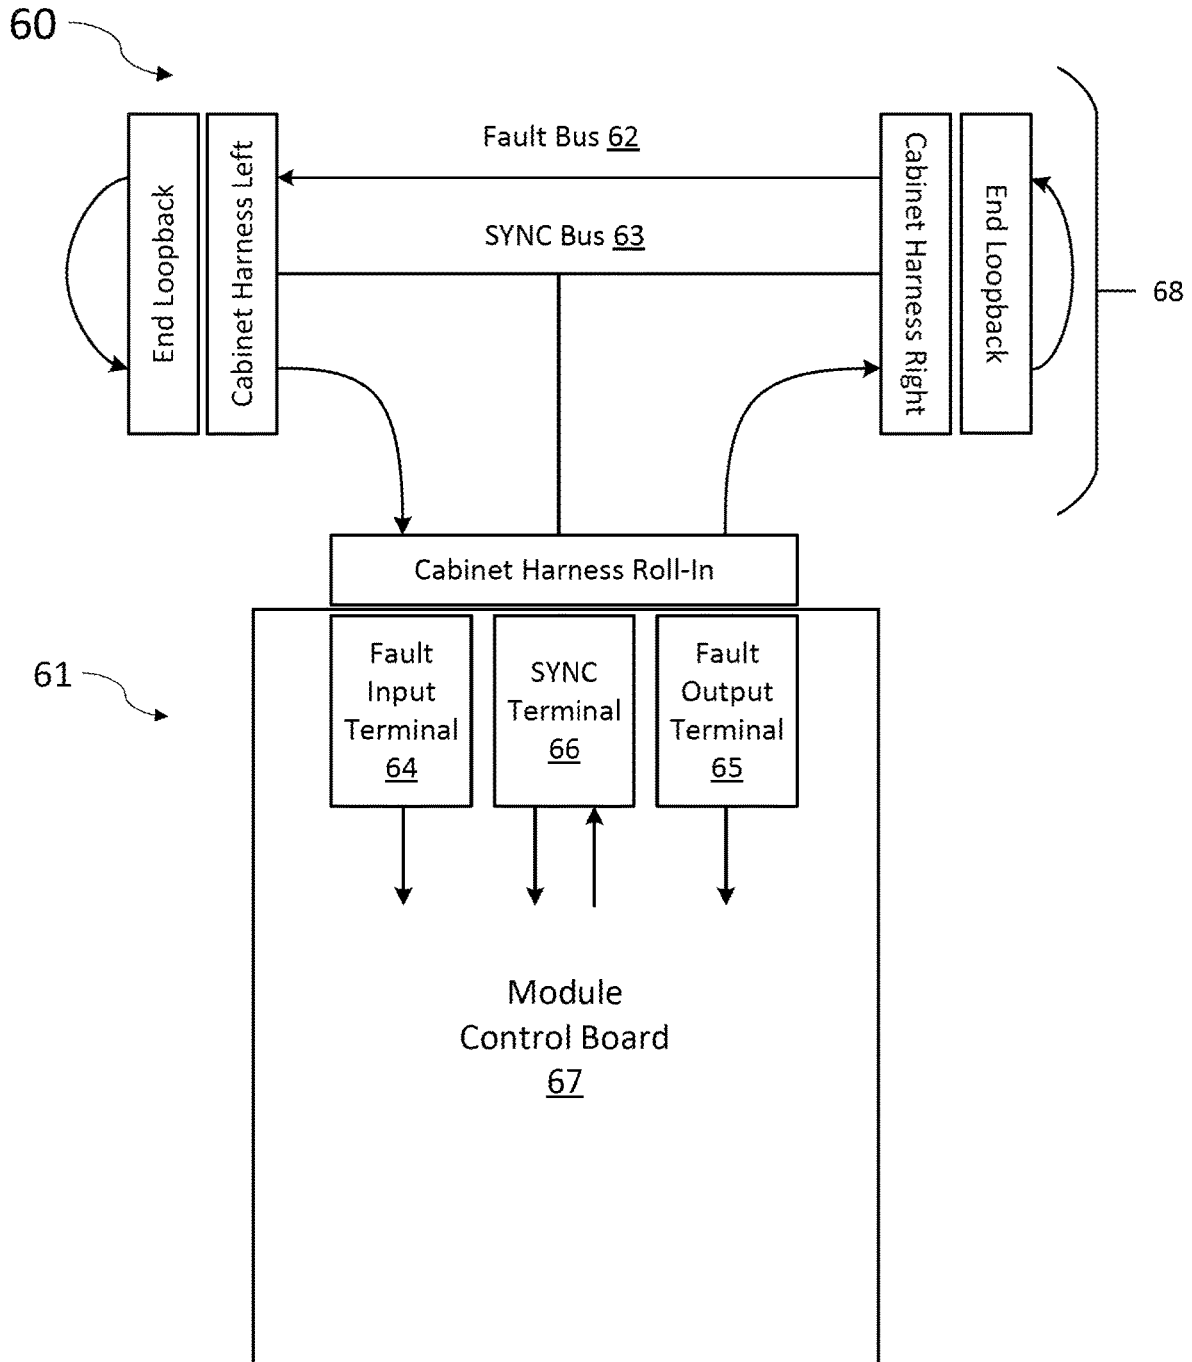 60
Fault Bus 62
SYNC Bus 63
End Loopback
Cabinet Harness Left
Cabinet Harness Right
End Loopback
68
Cabinet Harness Roll-In
61
Fault
Input
Terminal
64
SYNC
Terminal
66
Fault
Output
Terminal
65
Module
Control Board
67